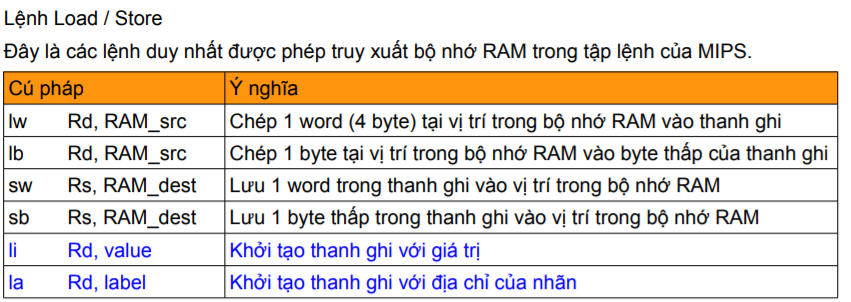 Lệnh Load / Store
Đây là các lệnh duy nhất được phép truy xuất bộ nhớ RAM trong tập lệnh của MIPS.
Cú pháp Ý nghĩa
lw Rd, RAM_src Chép 1 word (4 byte) tại vị trí trong bộ nhớ RAM vào thanh ghi
lb Rd, RAM_src Chép 1 byte tại vị trí trong bộ nhớ RAM vào byte thấp của thanh ghi
sw Rs, RAM_dest Lưu 1 word trong thanh ghi vào vị trí trong bộ nhớ RAM
sb Rs, RAM_dest Lưu 1 byte thấp trong thanh ghi vào vị trí trong bộ nhớ RAM
li Rd, value Khởi tạo thanh ghi với giá trị
la Rd, label Khởi tạo thanh ghi với địa chỉ của nhãn